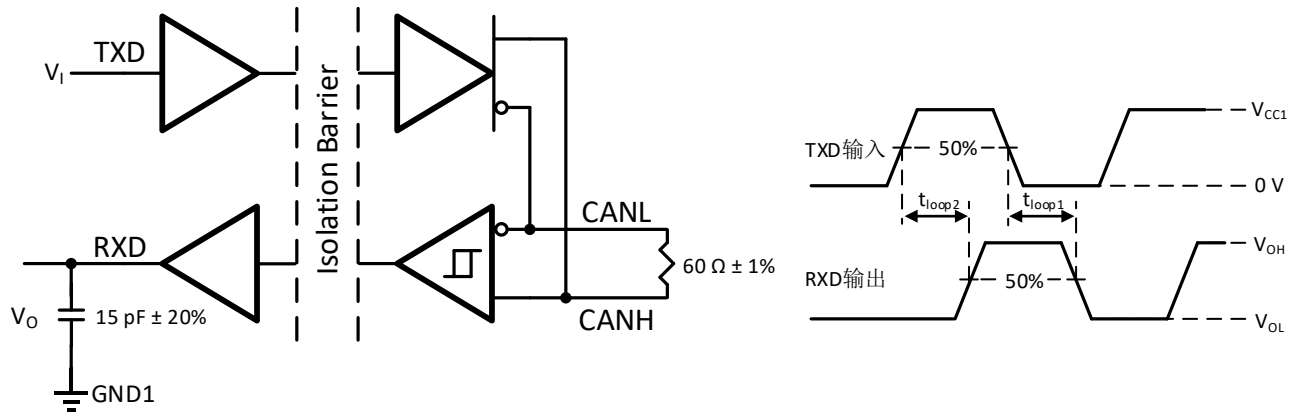 TXD
V_I
Isolation Barrier
CANL
RXD
60 Ω ± 1%
V_O
15 pF ± 20%
CANH
GND1
V_CC1
TXD输入
50%
0 V
t_loop2
t_loop1
V_OH
RXD输出
50%
V_OL